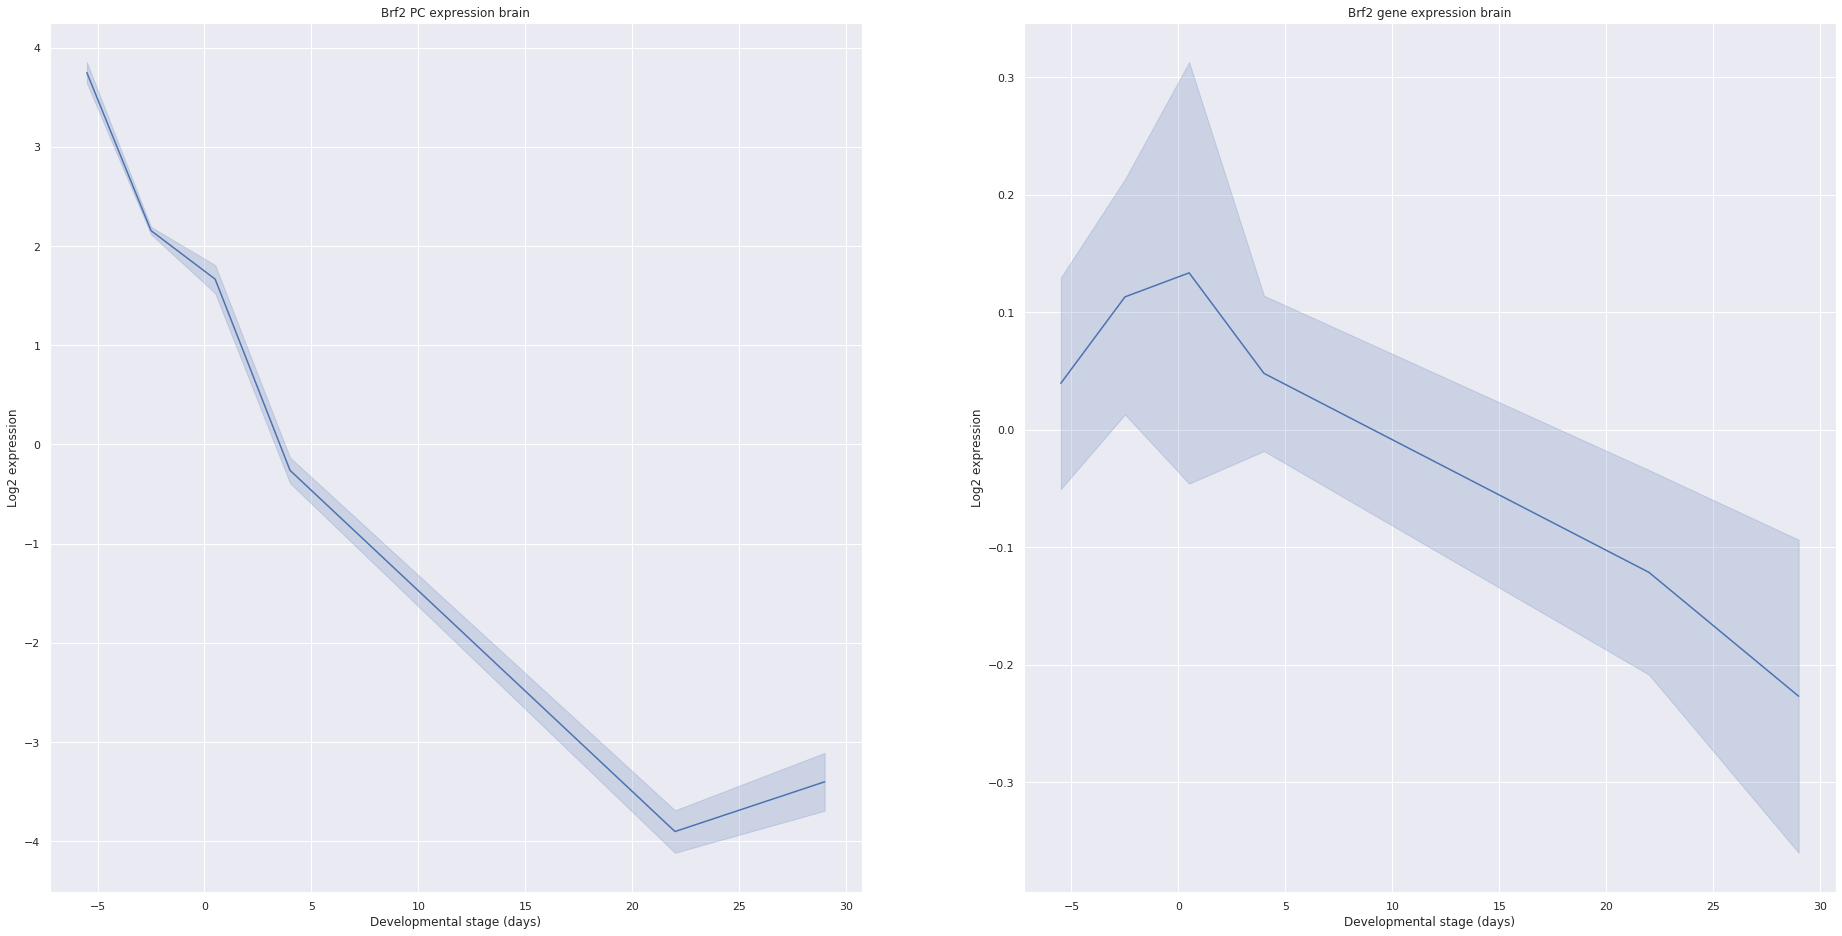 Brf2 PC expression brain
4
3
2
1
0
−1
−2
−3
−4
Log2 expression
−5 0 5 10 15 20 25 30
Developmental stage (days)
Brf2 gene expression brain
0.3
0.2
0.1
0.0
−0.1
−0.2
−0.3
Log2 expression
−5 0 5 10 15 20 25 30
Developmental stage (days)